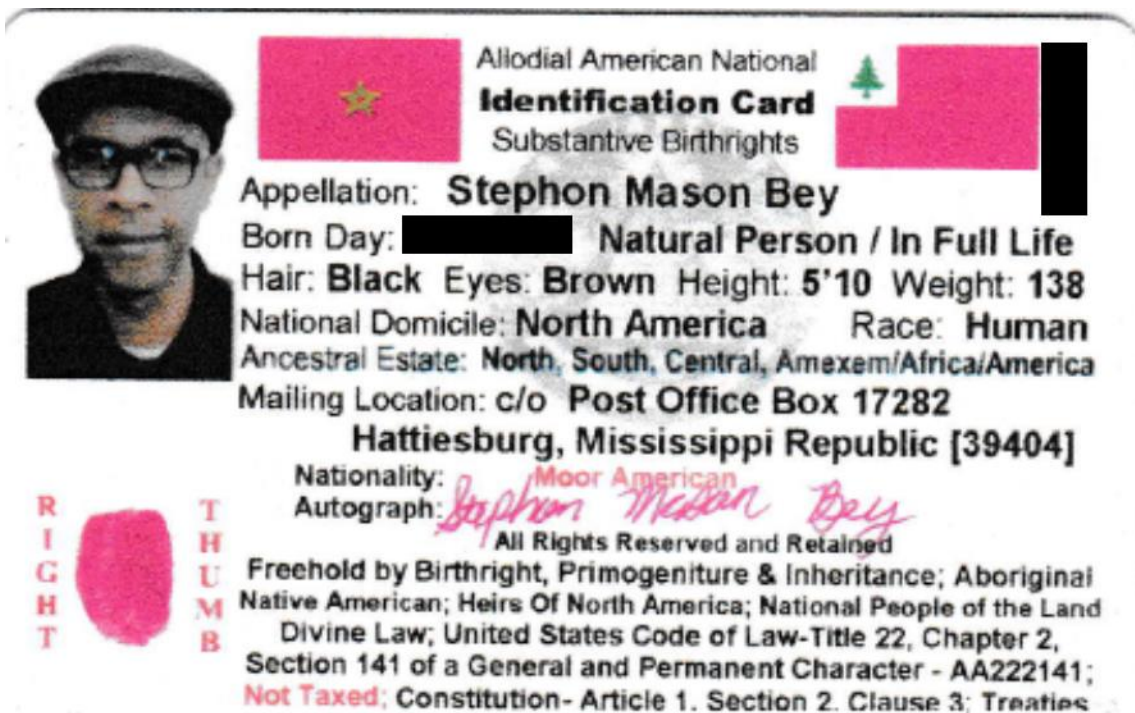 Allodial American National
Identification Card
Substantive Birthrights
Appellation: Stephon Mason Bey
Born Day: Natural Person / In Full Life
Hair: Black Eyes: Brown Height: 5'10 Weight: 138
National Domicile: North America Race: Human
Ancestral Estate: North, South, Central, Amexem/Africa/America
Mailing Location: c/o Post Office Box 17282
Hattiesburg, Mississippi Republic [39404]
Nationality: Moor American
Autograph: Stephon Mason Bey
All Rights Reserved and Retained
RIGHT THUMB
Freehold by Birthright, Primogeniture & Inheritance; Aboriginal
Native American; Heirs Of North America; National People of the Land
Divine Law; United States Code of Law-Title 22, Chapter 2,
Section 141 of a General and Permanent Character - AA222141;
Not Taxed; Constitution- Article 1, Section 2, Clause 3; Treaties